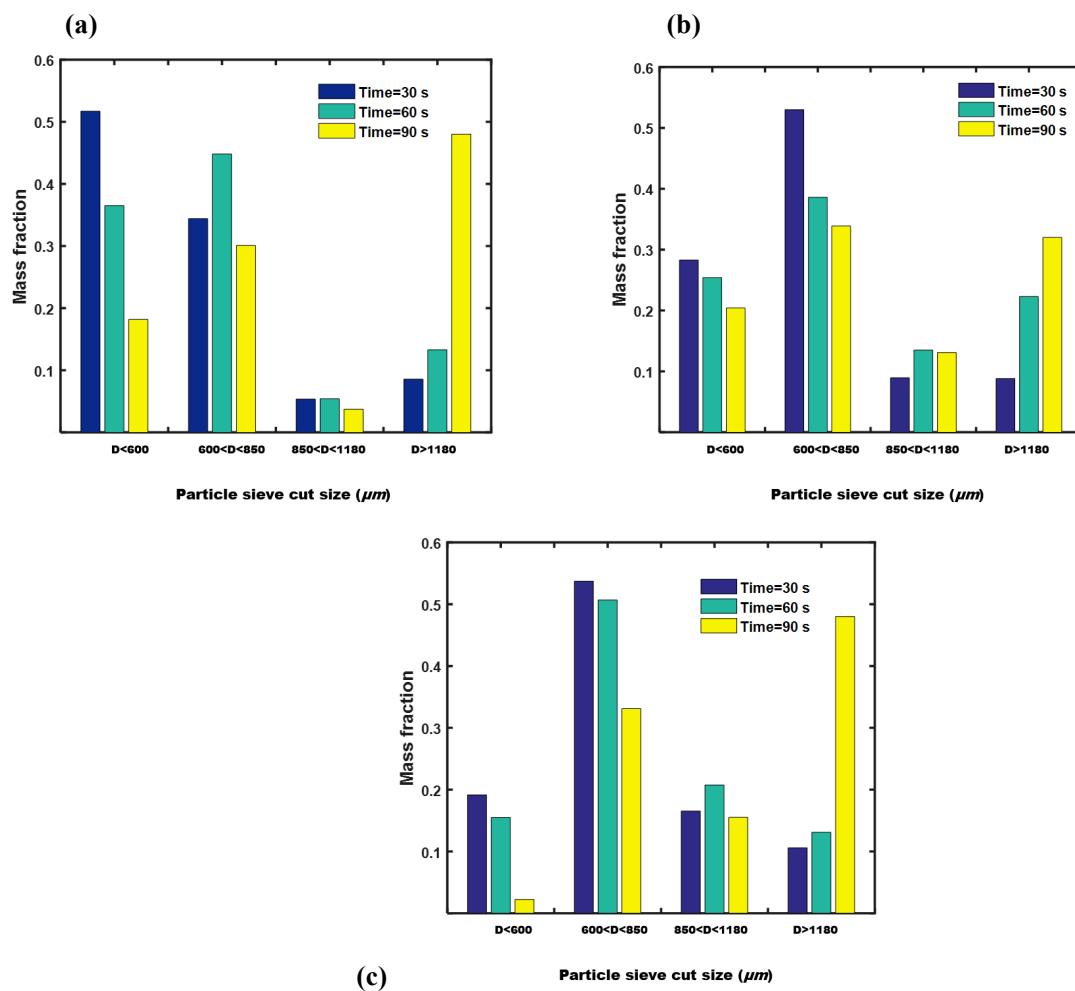 (a)
0.6
0.5
0.4
0.3
0.2
0.1
Mass fraction
Time=30 s
Time=60 s
Time=90 s
D<600
600<D<850
850<D<1180
D>1180
Particle sieve cut size (μm)
(b)
0.6
0.5
0.4
0.3
0.2
0.1
Mass fraction
Time=30 s
Time=60 s
Time=90 s
D<600
600<D<850
850<D<1180
D>1180
Particle sieve cut size (μm)
0.6
0.5
0.4
0.3
0.2
0.1
Mass fraction
Time=30 s
Time=60 s
Time=90 s
D<600
600<D<850
850<D<1180
D>1180
Particle sieve cut size (μm)
(c)